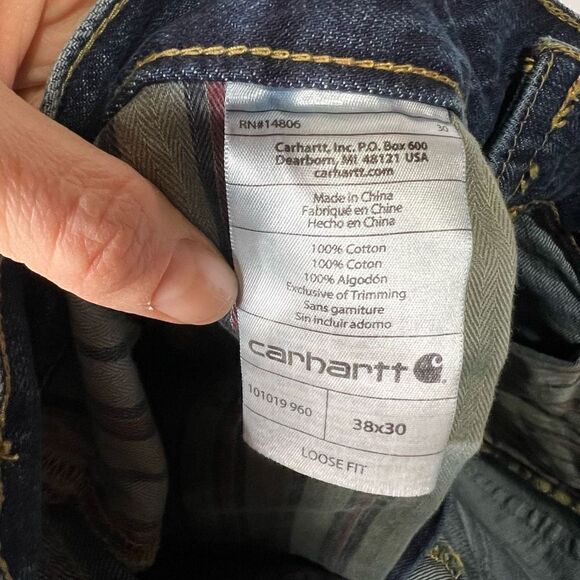 RN#14806
30
Carhartt, Inc. P.O. Box 600
Dearborn, MI 48121 USA
carhartt.com
Made in China
Fabriqué en Chine
Hecho en China
100% Cotton
100% Coton
100% Algodón
Exclusive of Trimming
Sans garniture
Sin incluir adorno
carhartt
101019 960
38x30
LOOSE FIT